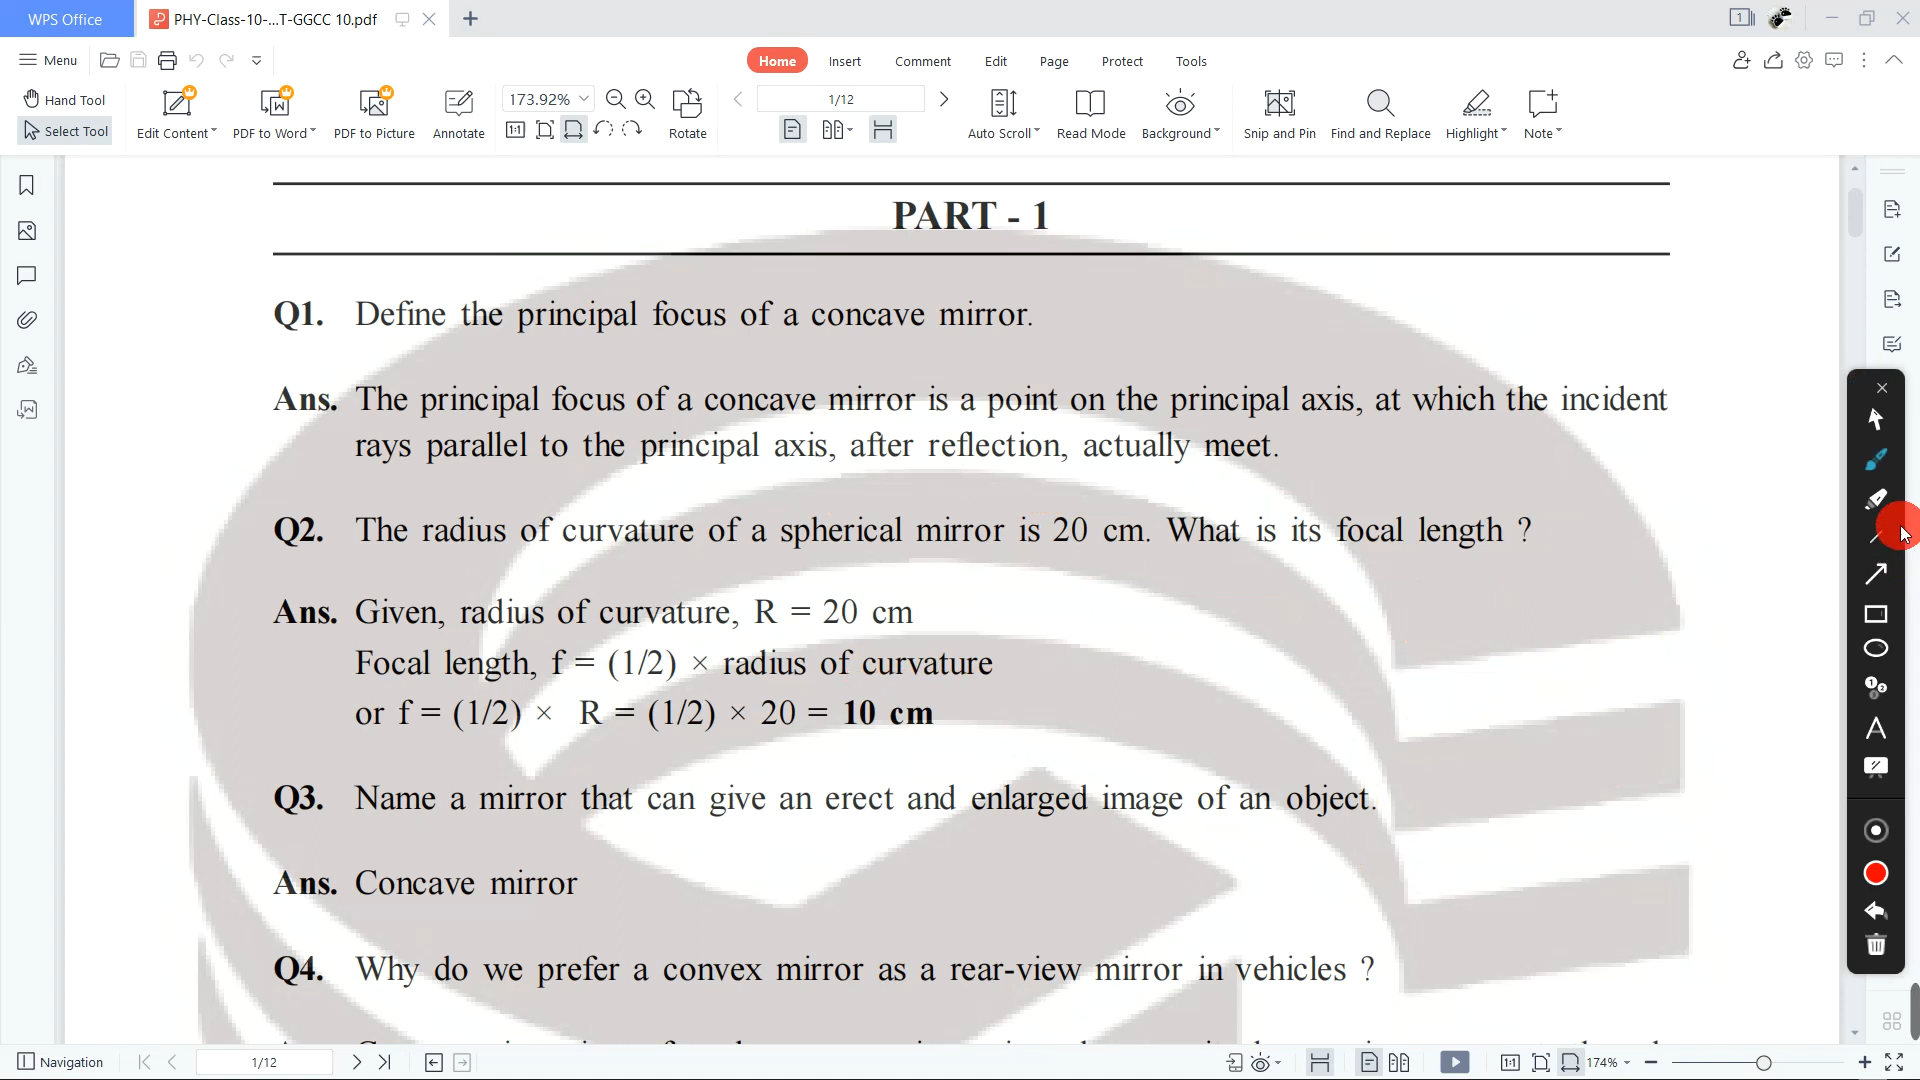 WPS Office
PHY-Class-10-...T-GGCC 10.pdf
1
Menu
Home
Insert
Comment
Edit
Page
Protect
Tools
Hand Tool
Select Tool
Edit Content
PDF to Word
PDF to Picture
Annotate
173.92%
Rotate
1/12
Auto Scroll
Read Mode
Background
Snip and Pin
Find and Replace
Highlight
Note
PART - 1
Q1. Define the principal focus of a concave mirror.
Ans. The principal focus of a concave mirror is a point on the principal axis, at which the incident
rays parallel to the principal axis, after reflection, actually meet.
Q2. The radius of curvature of a spherical mirror is 20 cm. What is its focal length ?
Ans. Given, radius of curvature, R = 20 cm
Focal length, f = (1/2) × radius of curvature
or f = (1/2) × R = (1/2) × 20 = 10 cm
Q3. Name a mirror that can give an erect and enlarged image of an object.
Ans. Concave mirror
Q4. Why do we prefer a convex mirror as a rear-view mirror in vehicles ?
Navigation
1/12
174%